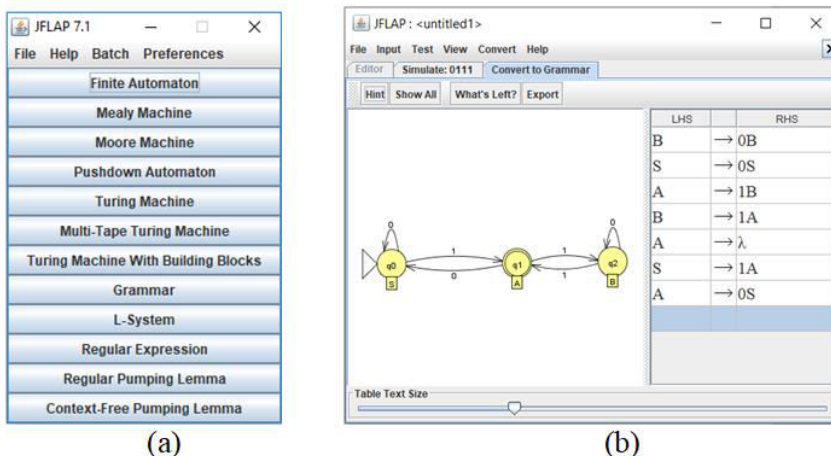 JFLAP 7.1
File Help Batch Preferences
Finite Automaton
Mealy Machine
Moore Machine
Pushdown Automaton
Turing Machine
Multi-Tape Turing Machine
Turing Machine With Building Blocks
Grammar
L-System
Regular Expression
Regular Pumping Lemma
Context-Free Pumping Lemma
(a)
JFLAP : <untitled1>
File Input Test View Convert Help
Editor Simulate: 0111 Convert to Grammar
Hint Show All What's Left? Export
LHS RHS
B → 0B
S → 0S
A → 1B
B → 1A
A → λ
S → 1A
A → 0S
0 0
1 1
q0 q1 q2
0 1
S A B
Table Text Size
(b)